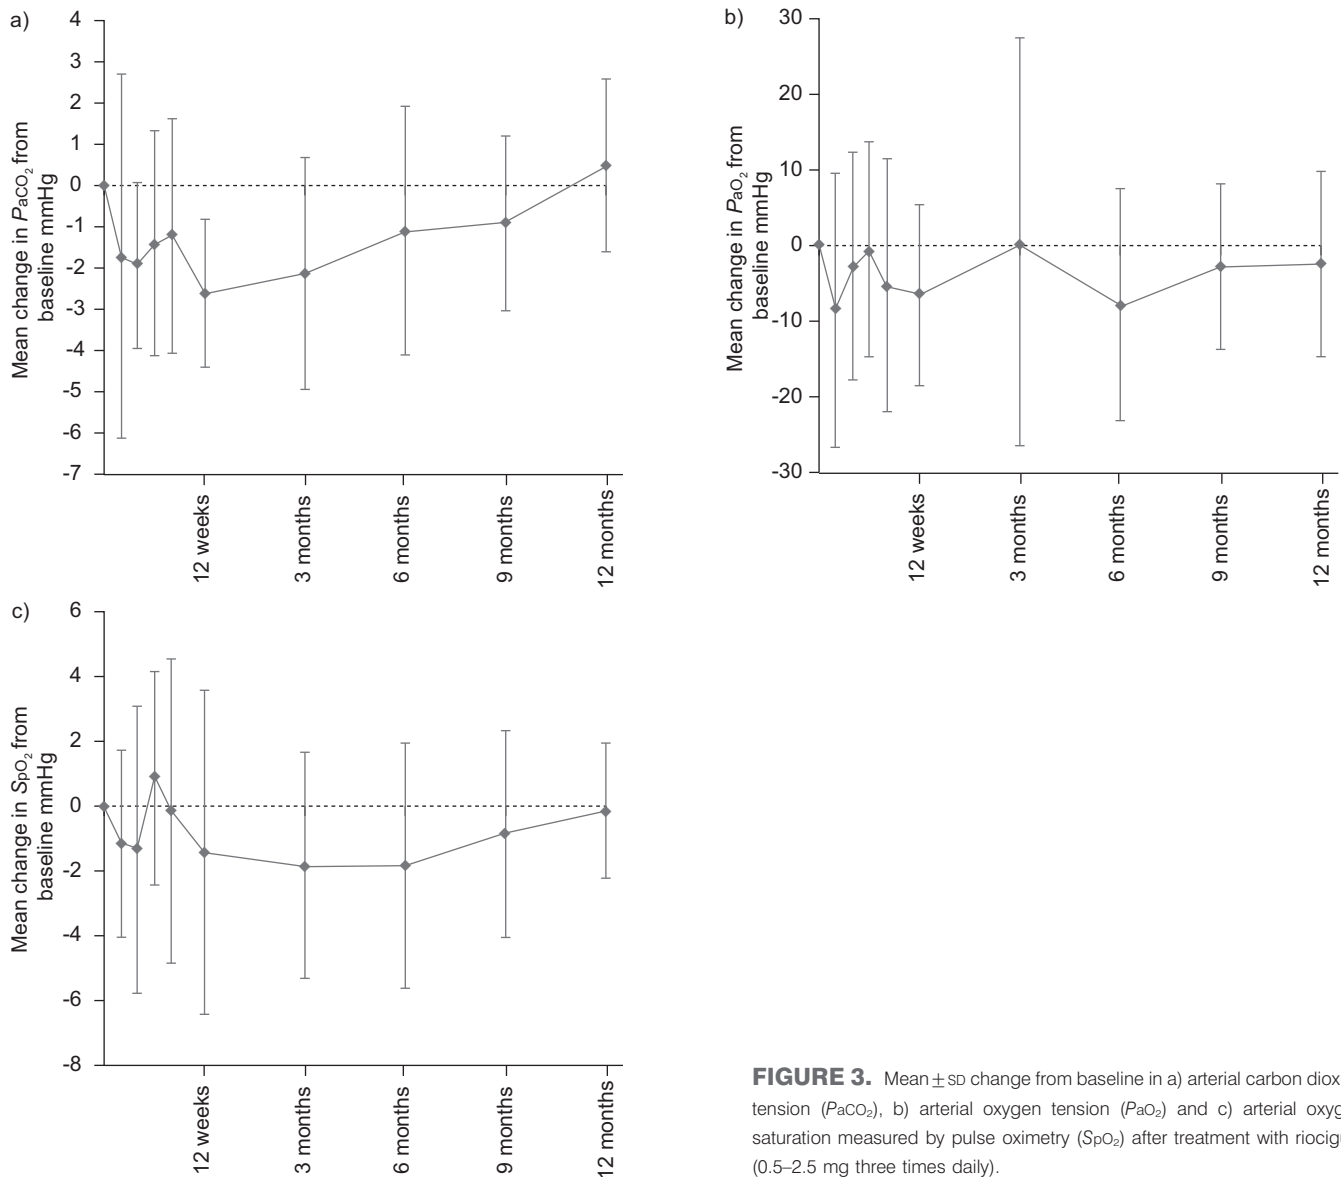 a)
4
3
2
1
0
-1
-2
-3
-4
-5
-6
-7
Mean change in PaCO₂ from
baseline mmHg
12 weeks
3 months
6 months
9 months
12 months
b)
30
20
10
0
-10
-20
-30
Mean change in PaO₂ from
baseline mmHg
12 weeks
3 months
6 months
9 months
12 months
c)
6
4
2
0
-2
-4
-6
-8
Mean change in SpO₂ from
baseline mmHg
12 weeks
3 months
6 months
9 months
12 months
FIGURE 3. Mean ± SD change from baseline in a) arterial carbon diox
tension (PaCO₂), b) arterial oxygen tension (PaO₂) and c) arterial oxyg
saturation measured by pulse oximetry (SpO₂) after treatment with riocig
(0.5–2.5 mg three times daily).